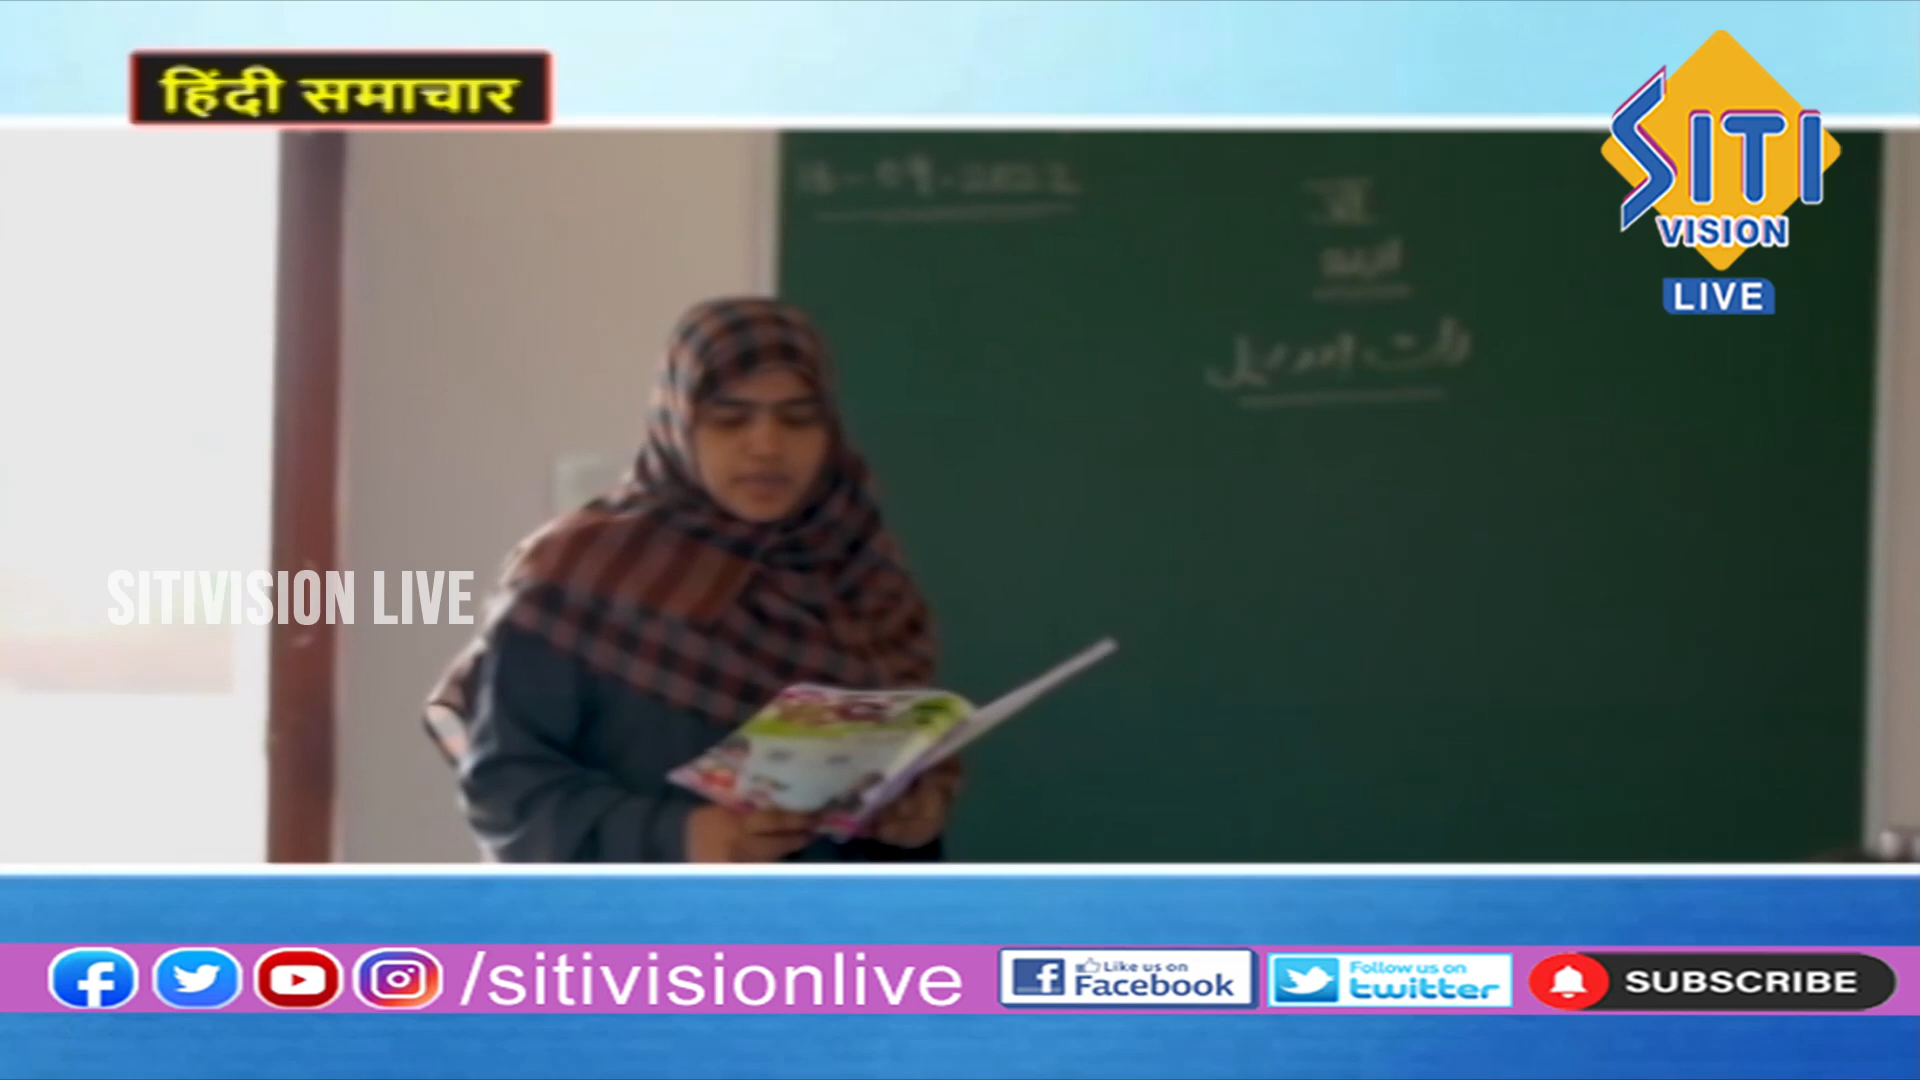 हिंदी समाचार
SITI
VISION
LIVE
SITIVISION LIVE
/sitivisionlive
Like us on
Facebook
Follow us on
twitter
SUBSCRIBE